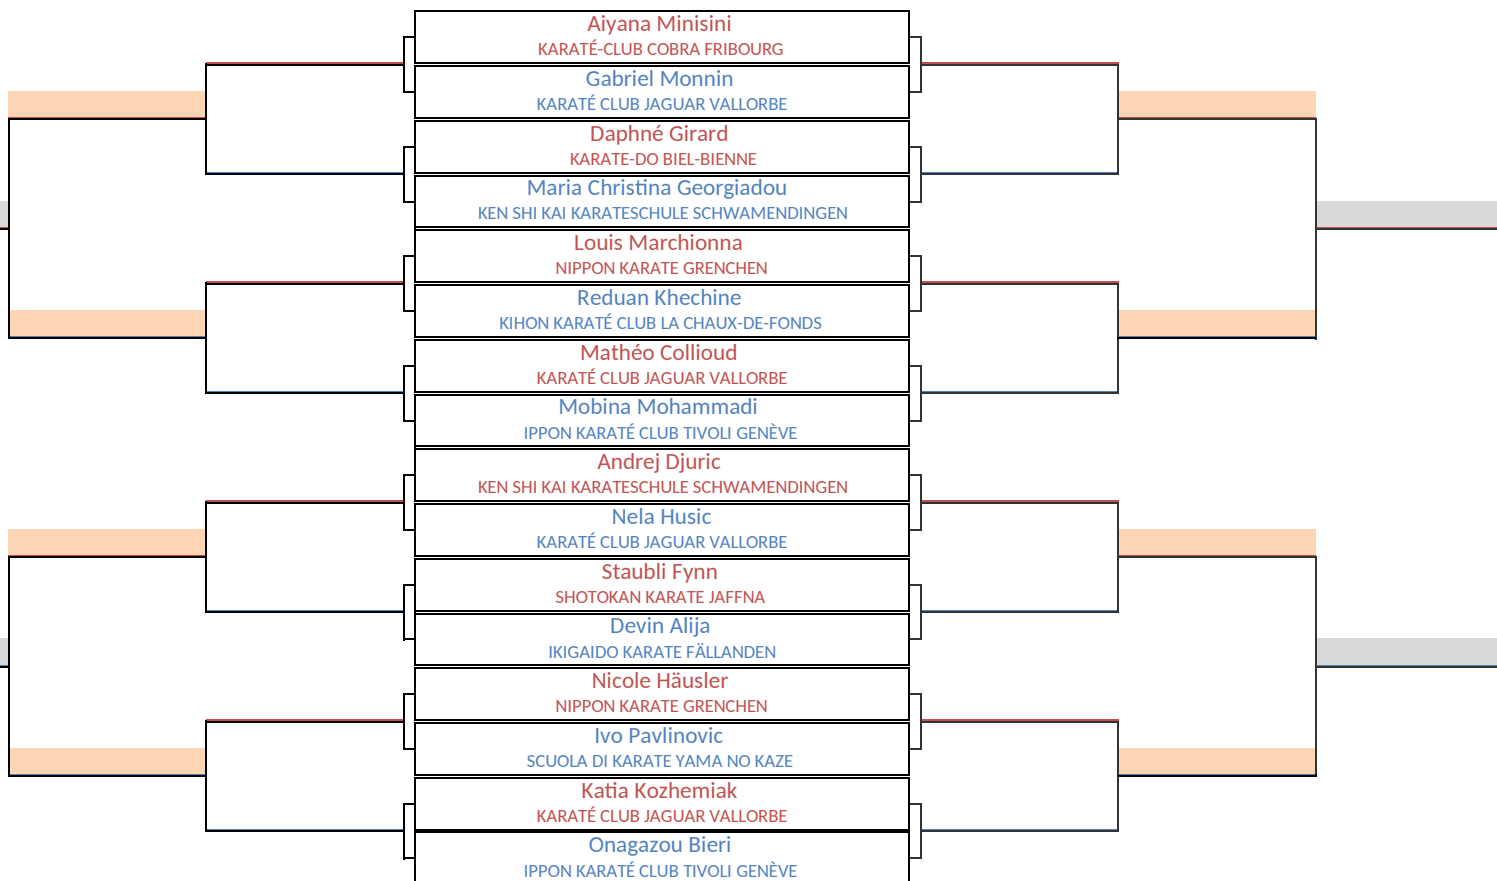 Aiyana Minisini
KARATÉ-CLUB COBRA FRIBOURG
Gabriel Monnin
KARATÉ CLUB JAGUAR VALLORBE
Daphné Girard
KARATE-DO BIEL-BIENNE
Maria Christina Georgiadou
KEN SHI KAI KARATESCHULE SCHWAMENDINGEN
Louis Marchionna
NIPPON KARATE GRENCHEN
Reduan Khechine
KIHON KARATÉ CLUB LA CHAUX-DE-FONDS
Mathéo Collioud
KARATÉ CLUB JAGUAR VALLORBE
Mobina Mohammadi
IPPON KARATÉ CLUB TIVOLI GENÈVE
Andrej Djuric
KEN SHI KAI KARATESCHULE SCHWAMENDINGEN
Nela Husic
KARATÉ CLUB JAGUAR VALLORBE
Staubli Fynn
SHOTOKAN KARATE JAFFNA
Devin Alija
IKIGAIDO KARATE FÄLLANDEN
Nicole Häusler
NIPPON KARATE GRENCHEN
Ivo Pavlinovic
SCUOLA DI KARATE YAMA NO KAZE
Katia Kozhemiak
KARATÉ CLUB JAGUAR VALLORBE
Onagazou Bieri
IPPON KARATÉ CLUB TIVOLI GENÈVE